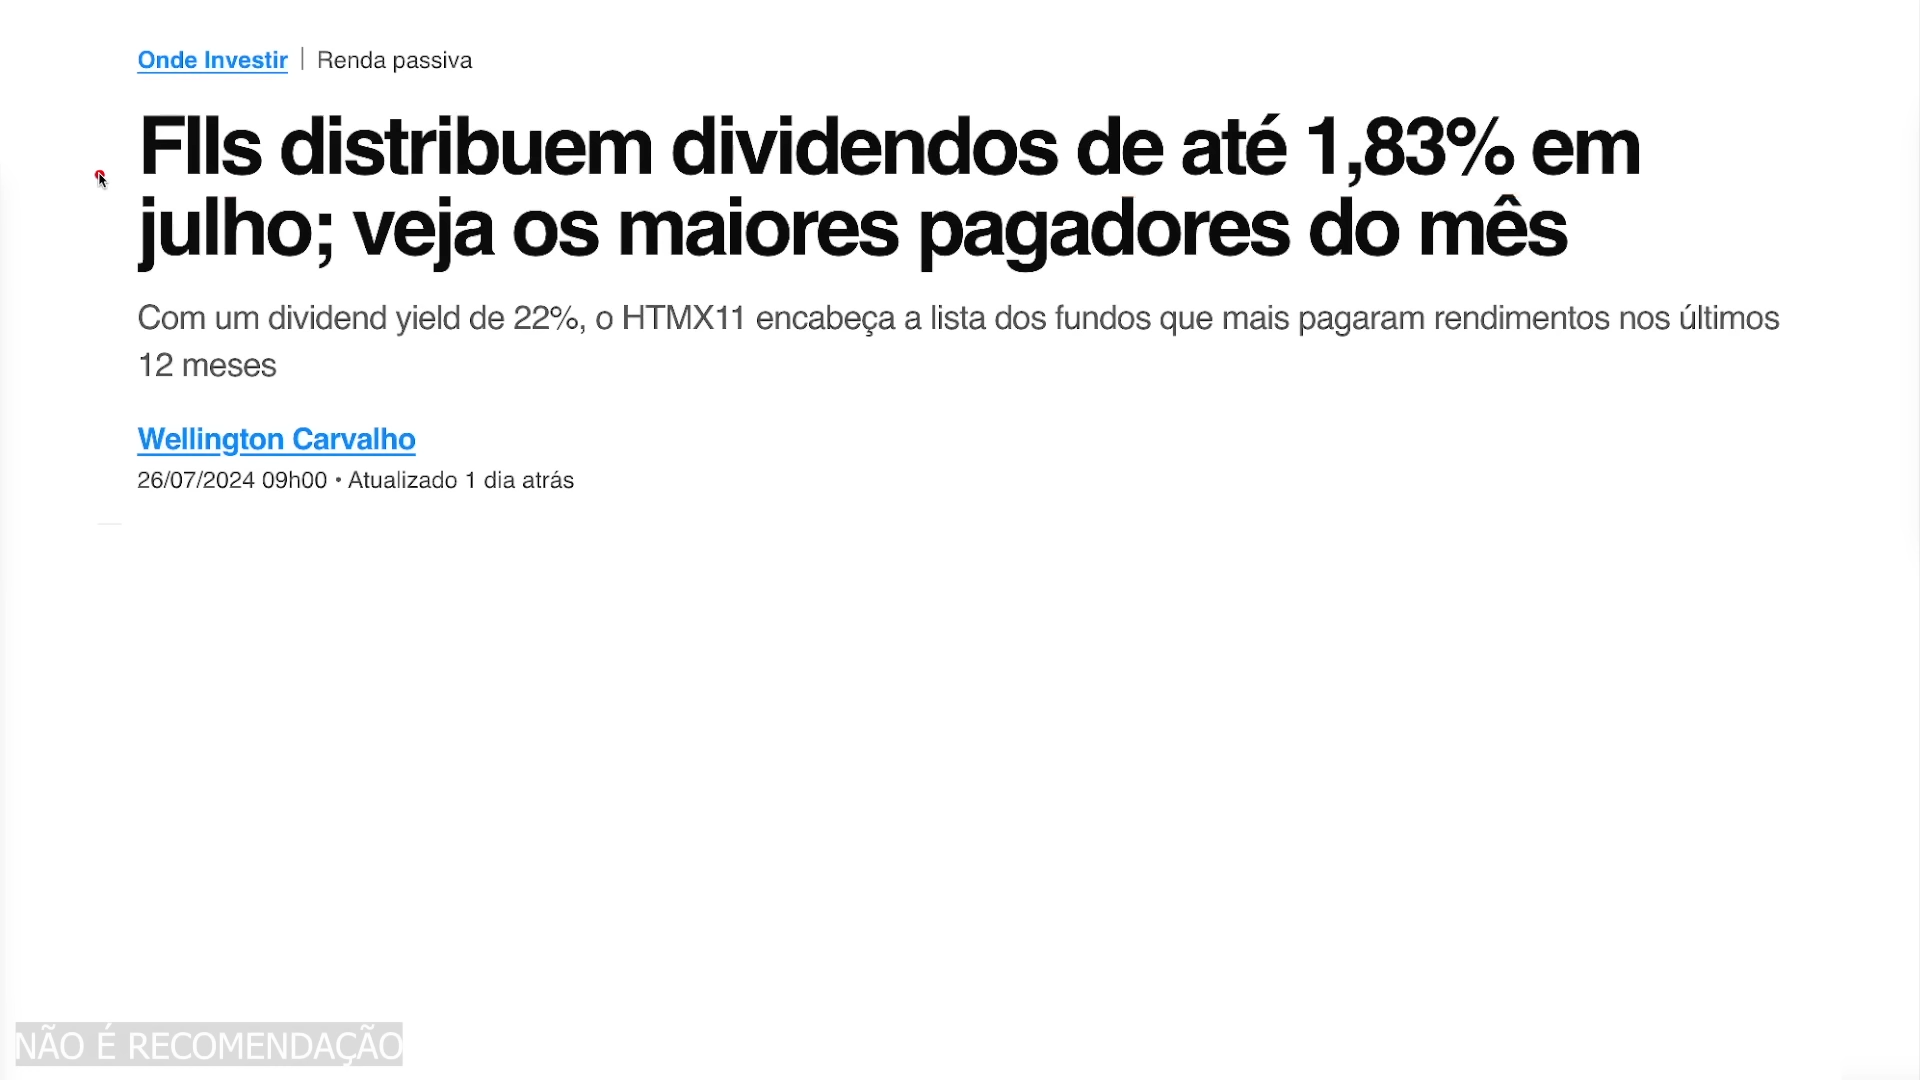 Onde Investir | Renda passiva
FIIs distribuem dividendos de até 1,83% em
julho; veja os maiores pagadores do mês
Com um dividend yield de 22%, o HTMX11 encabeça a lista dos fundos que mais pagaram rendimentos nos últimos
12 meses
Wellington Carvalho
26/07/2024 09h00 • Atualizado 1 dia atrás
NÃO É RECOMENDAÇÃO